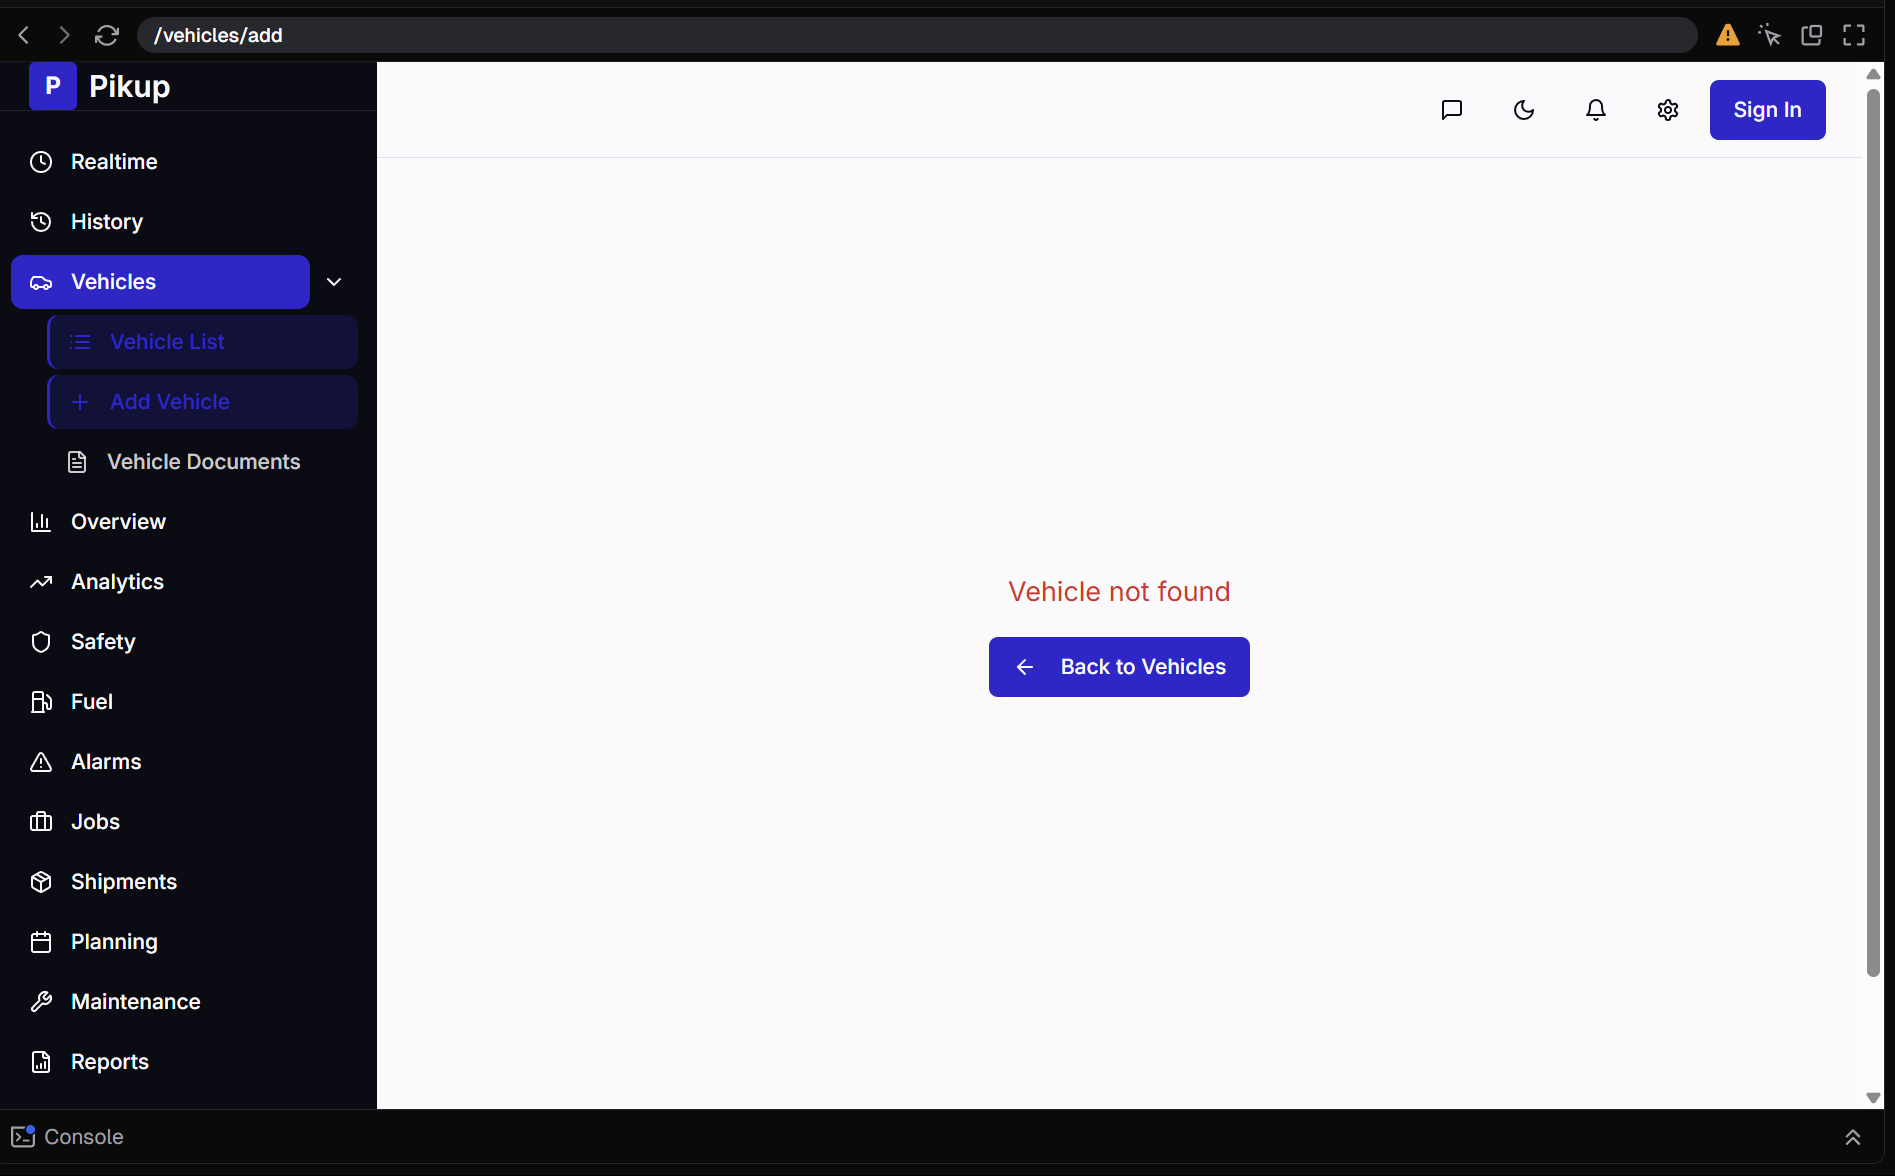 /vehicles/add
P Pikup
Sign In
Realtime
History
Vehicles
Vehicle List
Add Vehicle
Vehicle Documents
Overview
Analytics
Safety
Fuel
Alarms
Jobs
Shipments
Planning
Maintenance
Reports
Vehicle not found
Back to Vehicles
Console